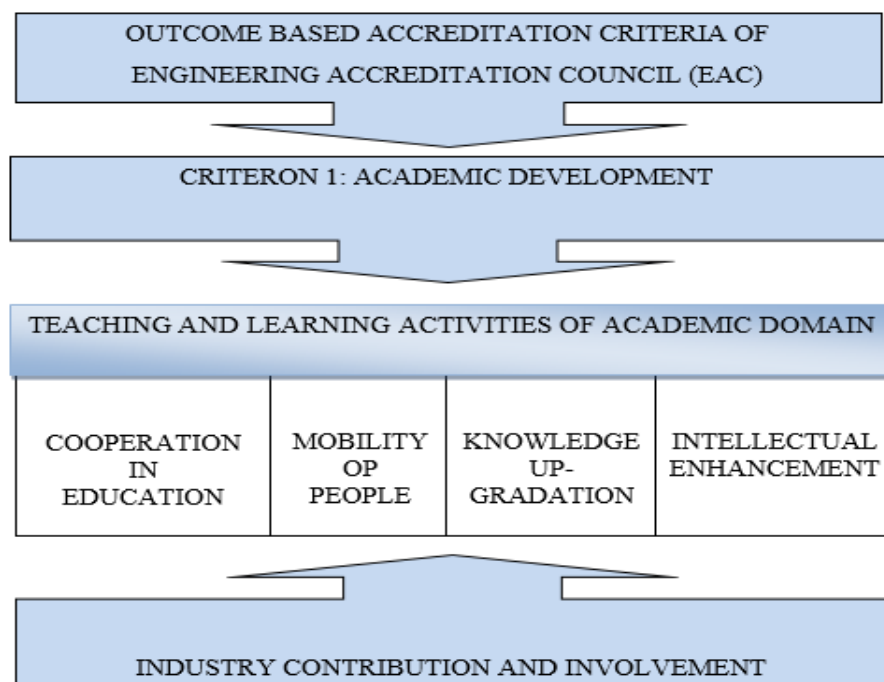 OUTCOME BASED ACCREDITATION CRITERIA OF
ENGINEERING ACCREDITATION COUNCIL (EAC)
CRITERON 1: ACADEMIC DEVELOPMENT
TEACHING AND LEARNING ACTIVITIES OF ACADEMIC DOMAIN
COOPERATION
IN
EDUCATION
MOBILITY
OP
PEOPLE
KNOWLEDGE
UP-
GRADATION
INTELLECTUAL
ENHANCEMENT
INDUSTRY CONTRIBUTION AND INVOLVEMENT